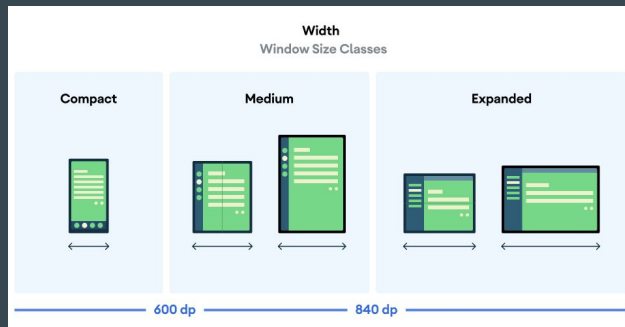 Width
Window Size Classes
Compact
Medium
Expanded
600 dp
840 dp